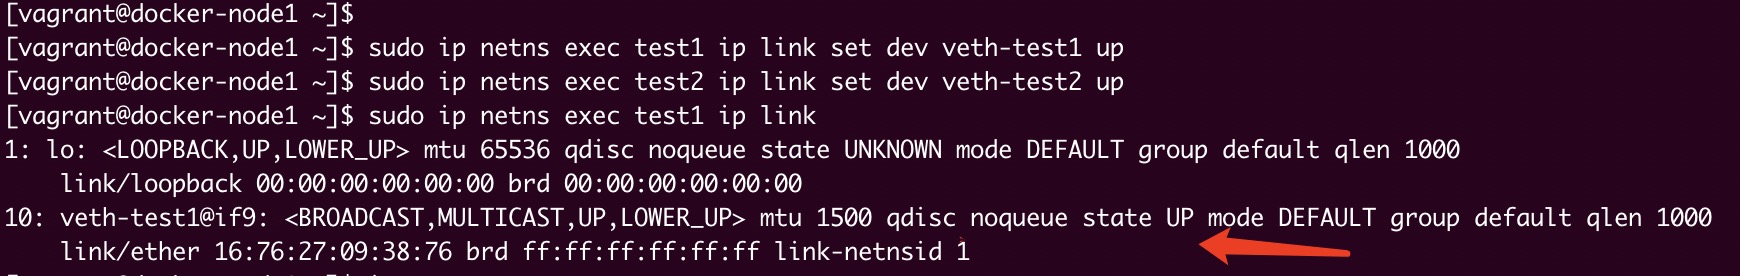 [vagrant@docker-node1 ~]$
[vagrant@docker-node1 ~]$ sudo ip netns exec test1 ip link set dev veth-test1 up
[vagrant@docker-node1 ~]$ sudo ip netns exec test2 ip link set dev veth-test2 up
[vagrant@docker-node1 ~]$ sudo ip netns exec test1 ip link
1: lo: <LOOPBACK,UP,LOWER_UP> mtu 65536 qdisc noqueue state UNKNOWN mode DEFAULT group default qlen 1000
    link/loopback 00:00:00:00:00:00 brd 00:00:00:00:00:00
10: veth-test1@if9: <BROADCAST,MULTICAST,UP,LOWER_UP> mtu 1500 qdisc noqueue state UP mode DEFAULT group default qlen 1000
    link/ether 16:76:27:09:38:76 brd ff:ff:ff:ff:ff:ff link-netnsid 1